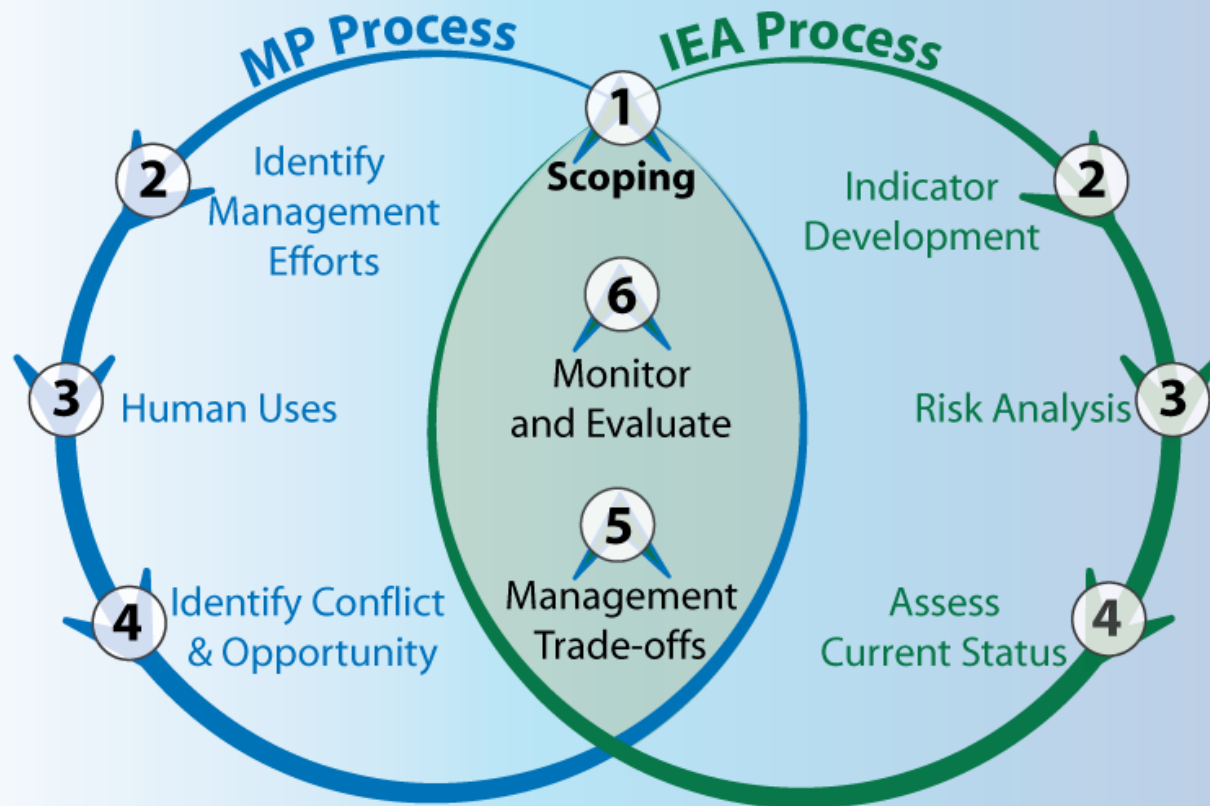 MP Process
IEA Process
1
Scoping
2
Identify
Management
Efforts
3
Human Uses
4
Identify Conflict
& Opportunity
2
Indicator
Development
3
Risk Analysis
4
Assess
Current Status
5
Management
Trade-offs
6
Monitor
and Evaluate